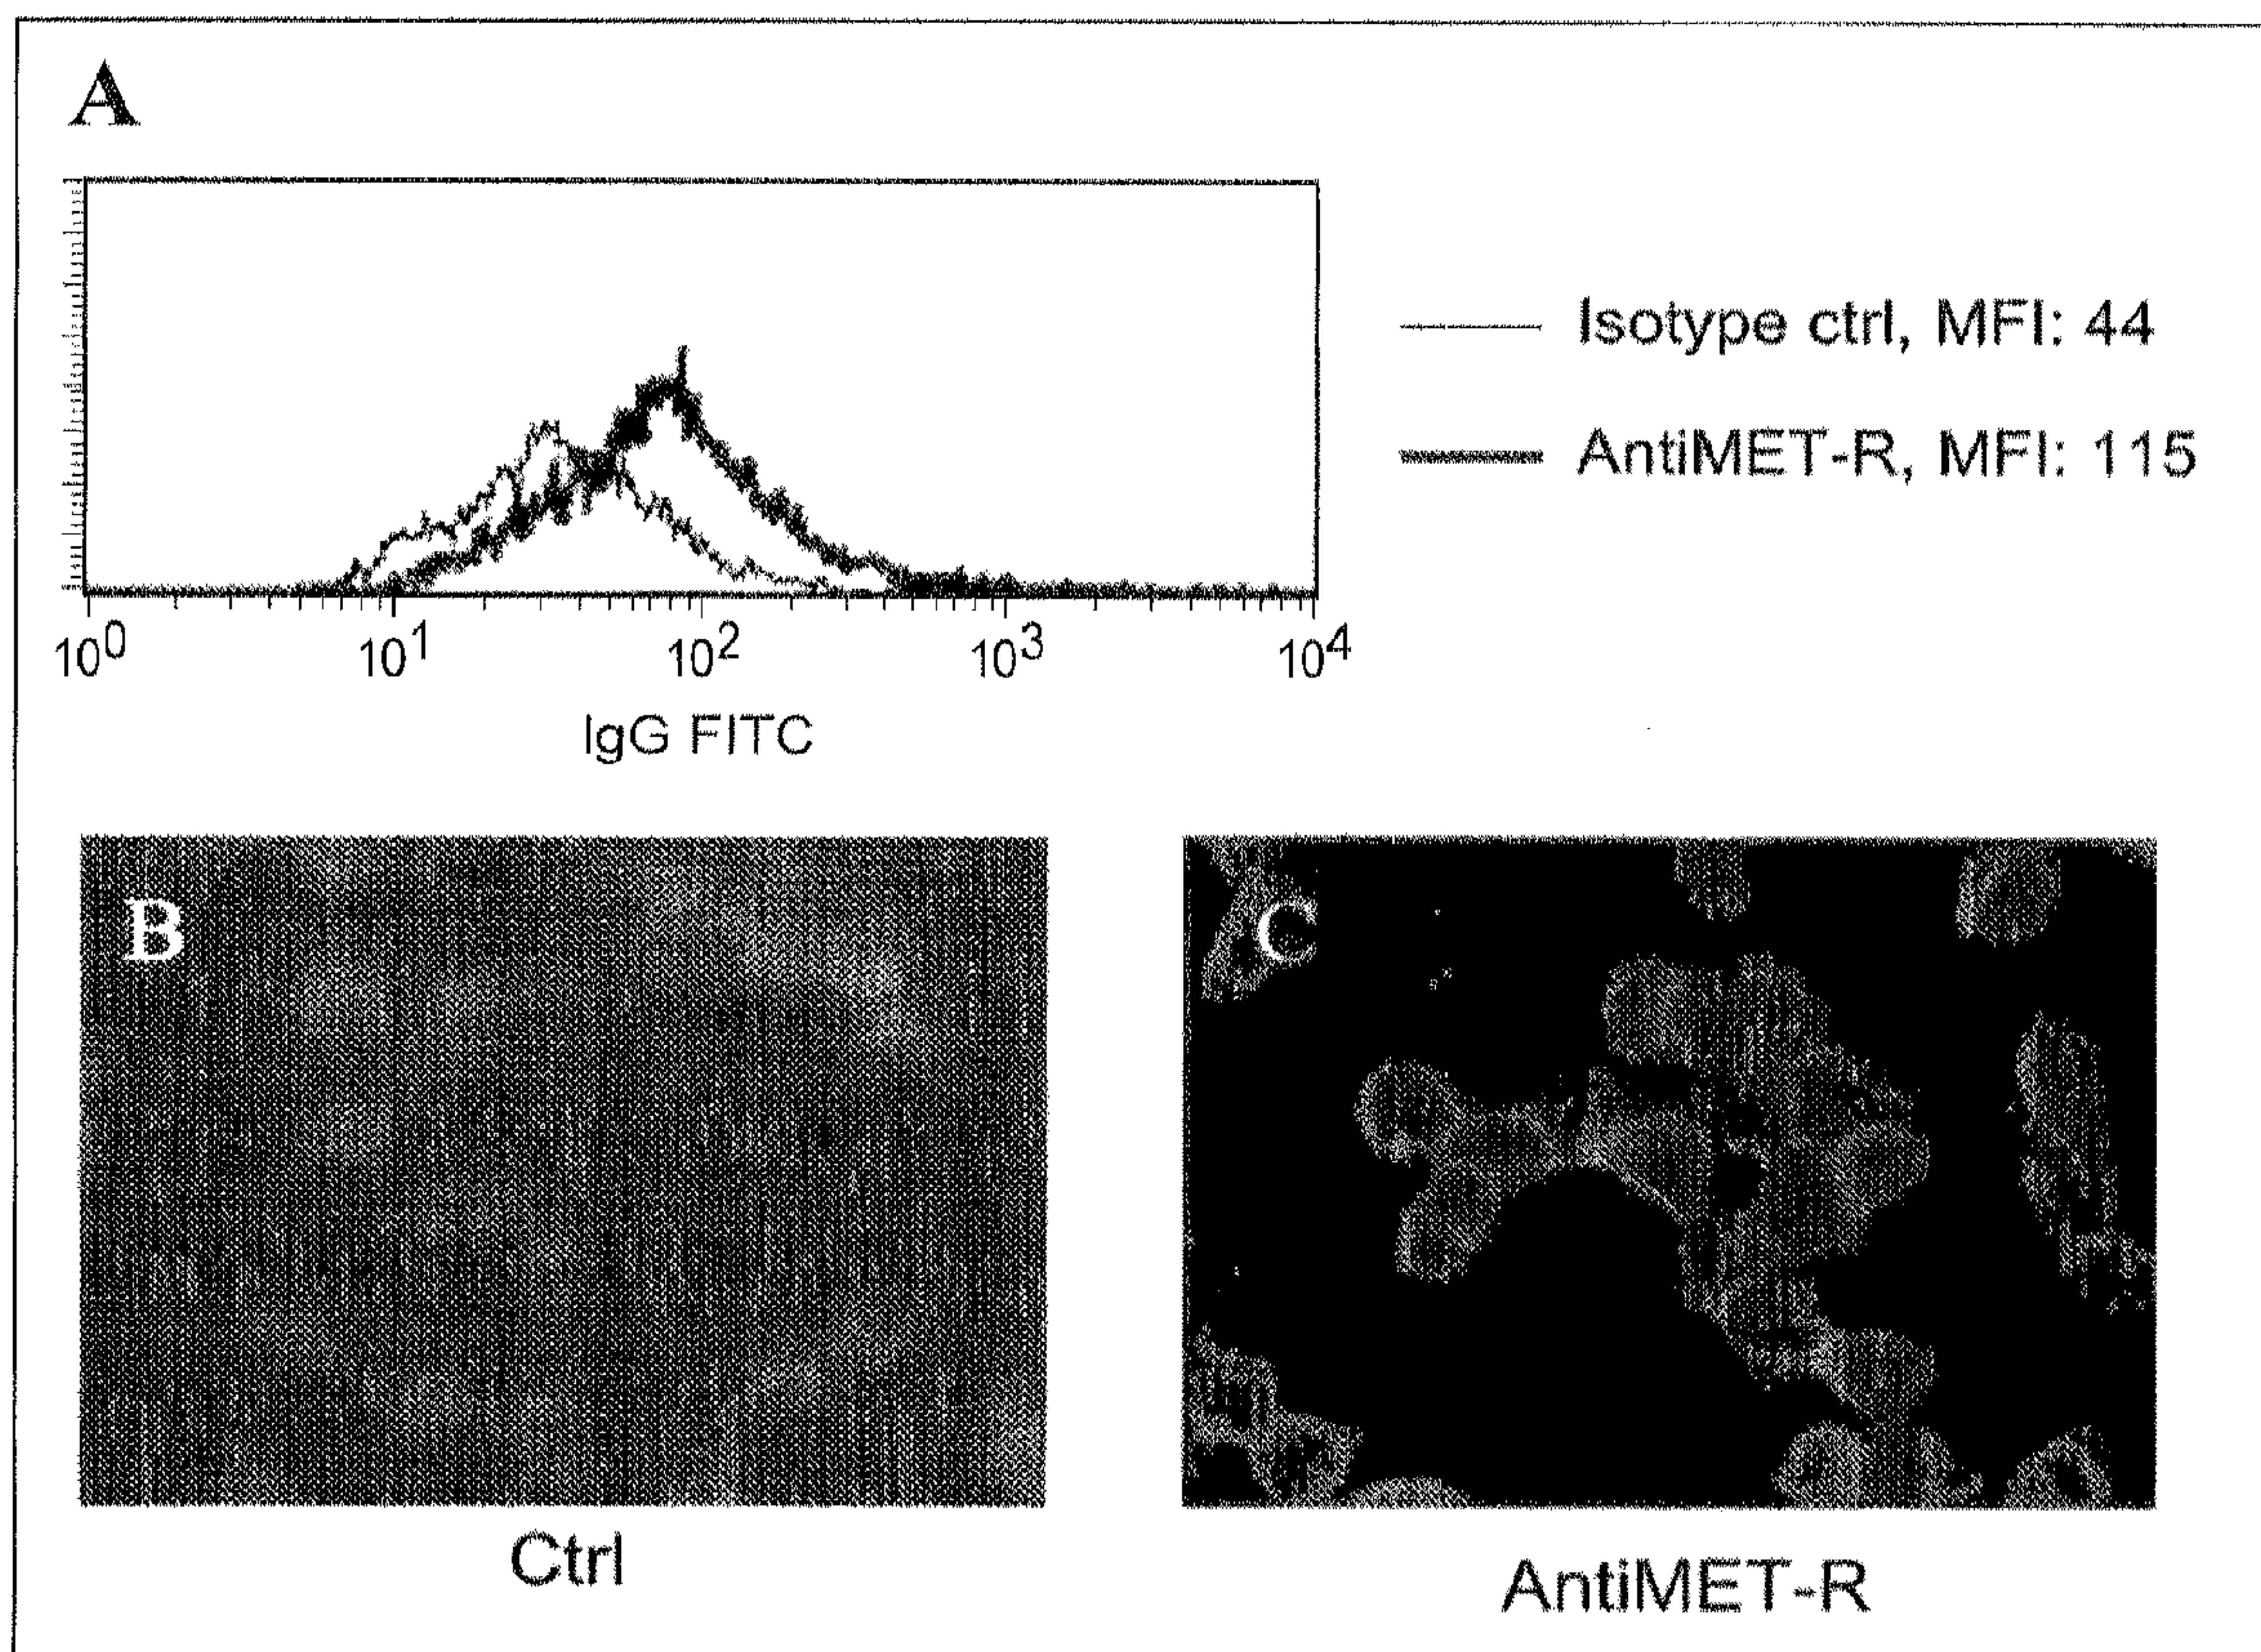 A
Isotype ctrl, MFI: 44
AntiMET-R, MFI: 115
10^0 10^1 10^2 10^3 10^4
IgG FITC
B
C
Ctrl
AntiMET-R